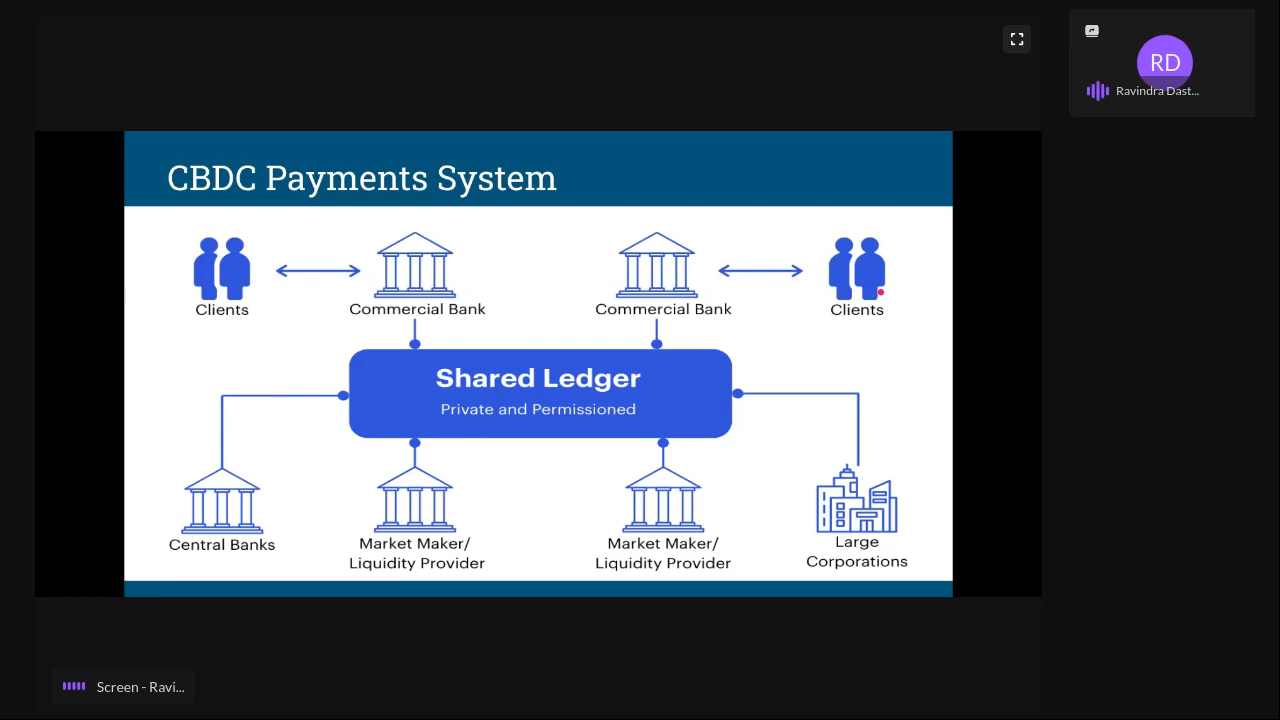 RD
Ravindra Dast...
CBDC Payments System
Clients
Commercial Bank
Commercial Bank
Clients
Shared Ledger
Private and Permissioned
Central Banks
Market Maker/
Liquidity Provider
Market Maker/
Liquidity Provider
Large
Corporations
Screen - Ravi...